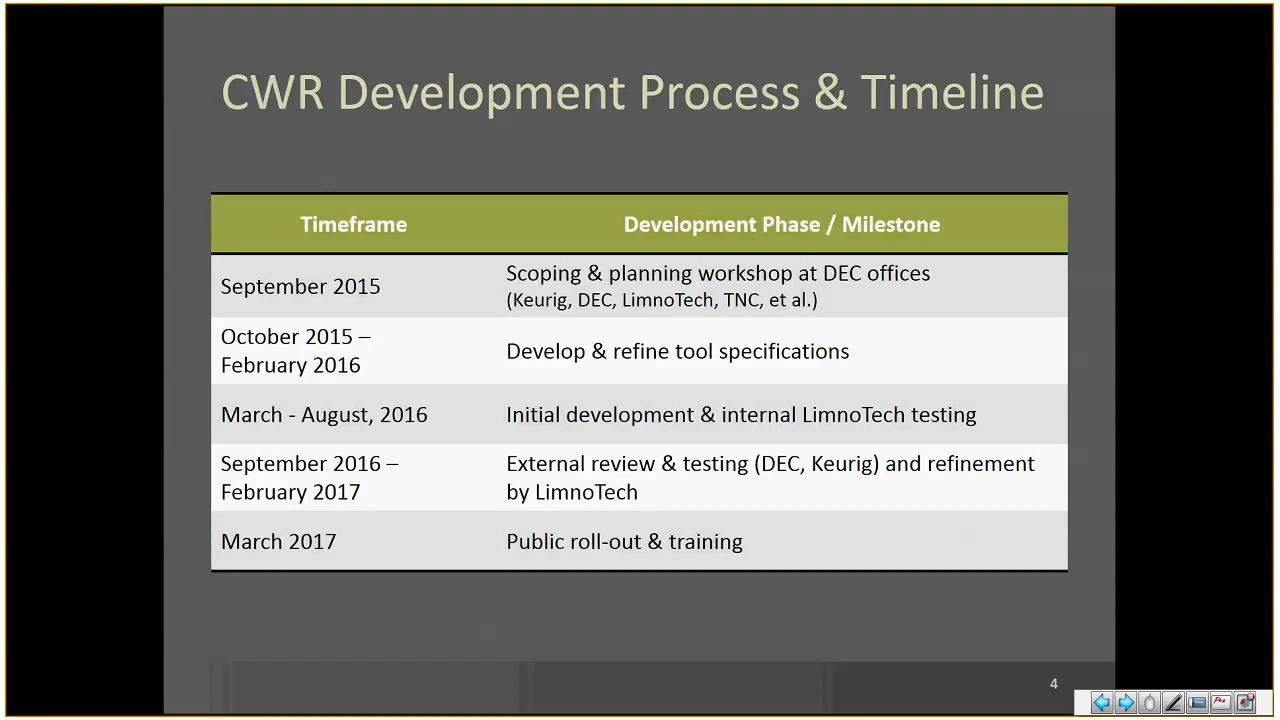 CWR Development Process & Timeline
Timeframe
Development Phase / Milestone
September 2015
Scoping & planning workshop at DEC offices
(Keurig, DEC, LimnoTech, TNC, et al.)
October 2015 –
February 2016
Develop & refine tool specifications
March - August, 2016
Initial development & internal LimnoTech testing
September 2016 –
February 2017
External review & testing (DEC, Keurig) and refinement
by LimnoTech
March 2017
Public roll-out & training
4